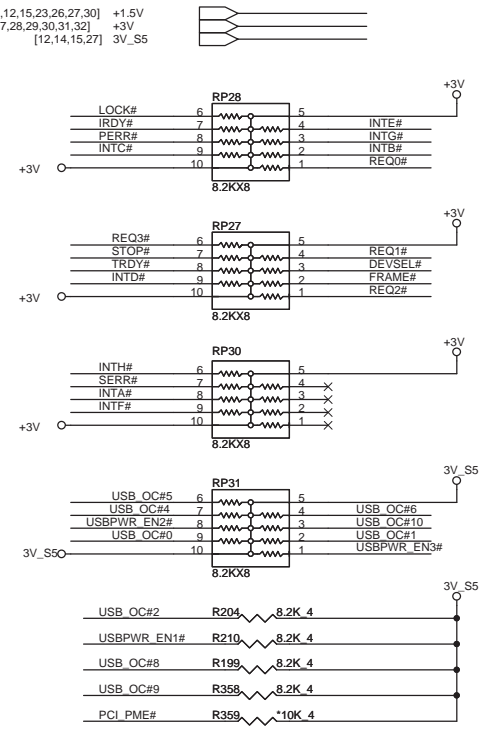 ,12,15,23,26,27,30] +1.5V
7,28,29,30,31,32] +3V
[12,14,15,27] 3V_S5
+3V
RP28
LOCK# 6 5
IRDY# 7 4 INTE#
PERR# 8 3 INTG#
INTC# 9 2 INTB#
+3V 10 1 REQ0#
8.2KX8
+3V
RP27
REQ3# 6 5
STOP# 7 4 REQ1#
TRDY# 8 3 DEVSEL#
INTD# 9 2 FRAME#
+3V 10 1 REQ2#
8.2KX8
+3V
RP30
INTH# 6 5
SERR# 7 4
INTA# 8 3
INTF# 9 2
+3V 10 1
8.2KX8
3V_S5
RP31
USB_OC#5 6 5
USB_OC#4 7 4 USB_OC#6
USBPWR_EN2# 8 3 USB_OC#10
USB_OC#0 9 2 USB_OC#1
3V_S5 10 1 USBPWR_EN3#
8.2KX8
3V_S5
USB_OC#2 R204 8.2K_4
USBPWR_EN1# R210 8.2K_4
USB_OC#8 R199 8.2K_4
USB_OC#9 R358 8.2K_4
PCI_PME# R359 *10K_4